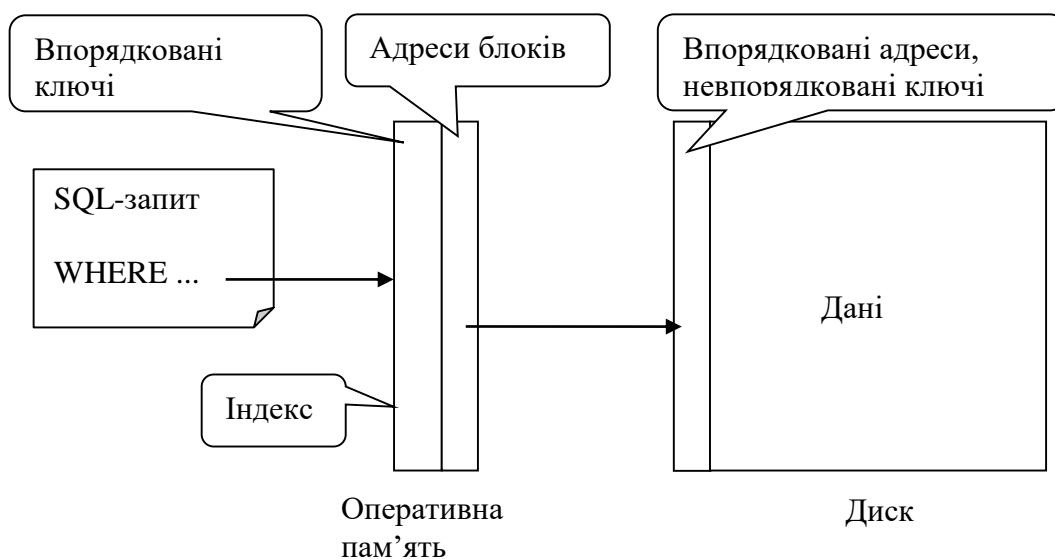 Впорядковані
ключі
Адреси блоків
Впорядковані адреси,
невпорядковані ключі
SQL-запит
WHERE ...
Дані
Індекс
Оперативна
пам’ять
Диск